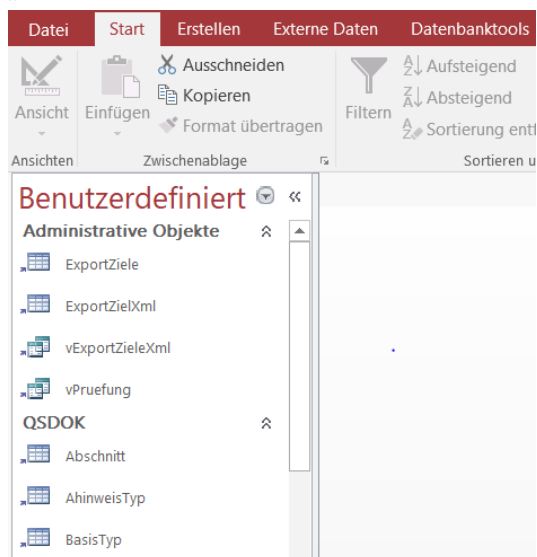 Datei Start Erstellen Externe Daten Datenbanktools
Ausschneiden
Kopieren
Format übertragen
Ansicht Einfügen
Filtern
Aufsteigend
Absteigend
Sortierung entf
Ansichten Zwischenablage Sortieren u
Benutzerdefiniert
Administrative Objekte
ExportZiele
ExportZielXml
vExportZieleXml
vPruefung
QSDOK
Abschnitt
AhinweisTyp
BasisTyp